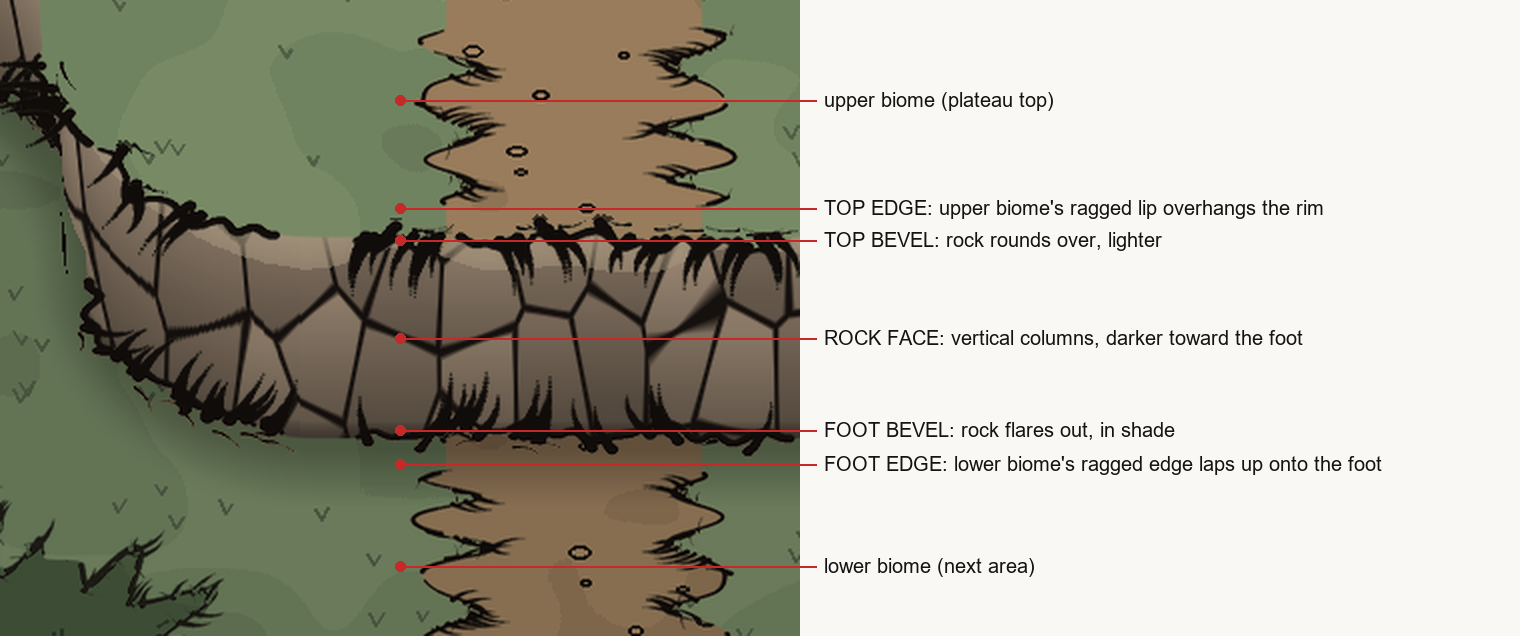 upper biome (plateau top)
TOP EDGE: upper biome's ragged lip overhangs the rim
TOP BEVEL: rock rounds over, lighter
ROCK FACE: vertical columns, darker toward the foot
FOOT BEVEL: rock flares out, in shade
FOOT EDGE: lower biome's ragged edge laps up onto the foot
lower biome (next area)